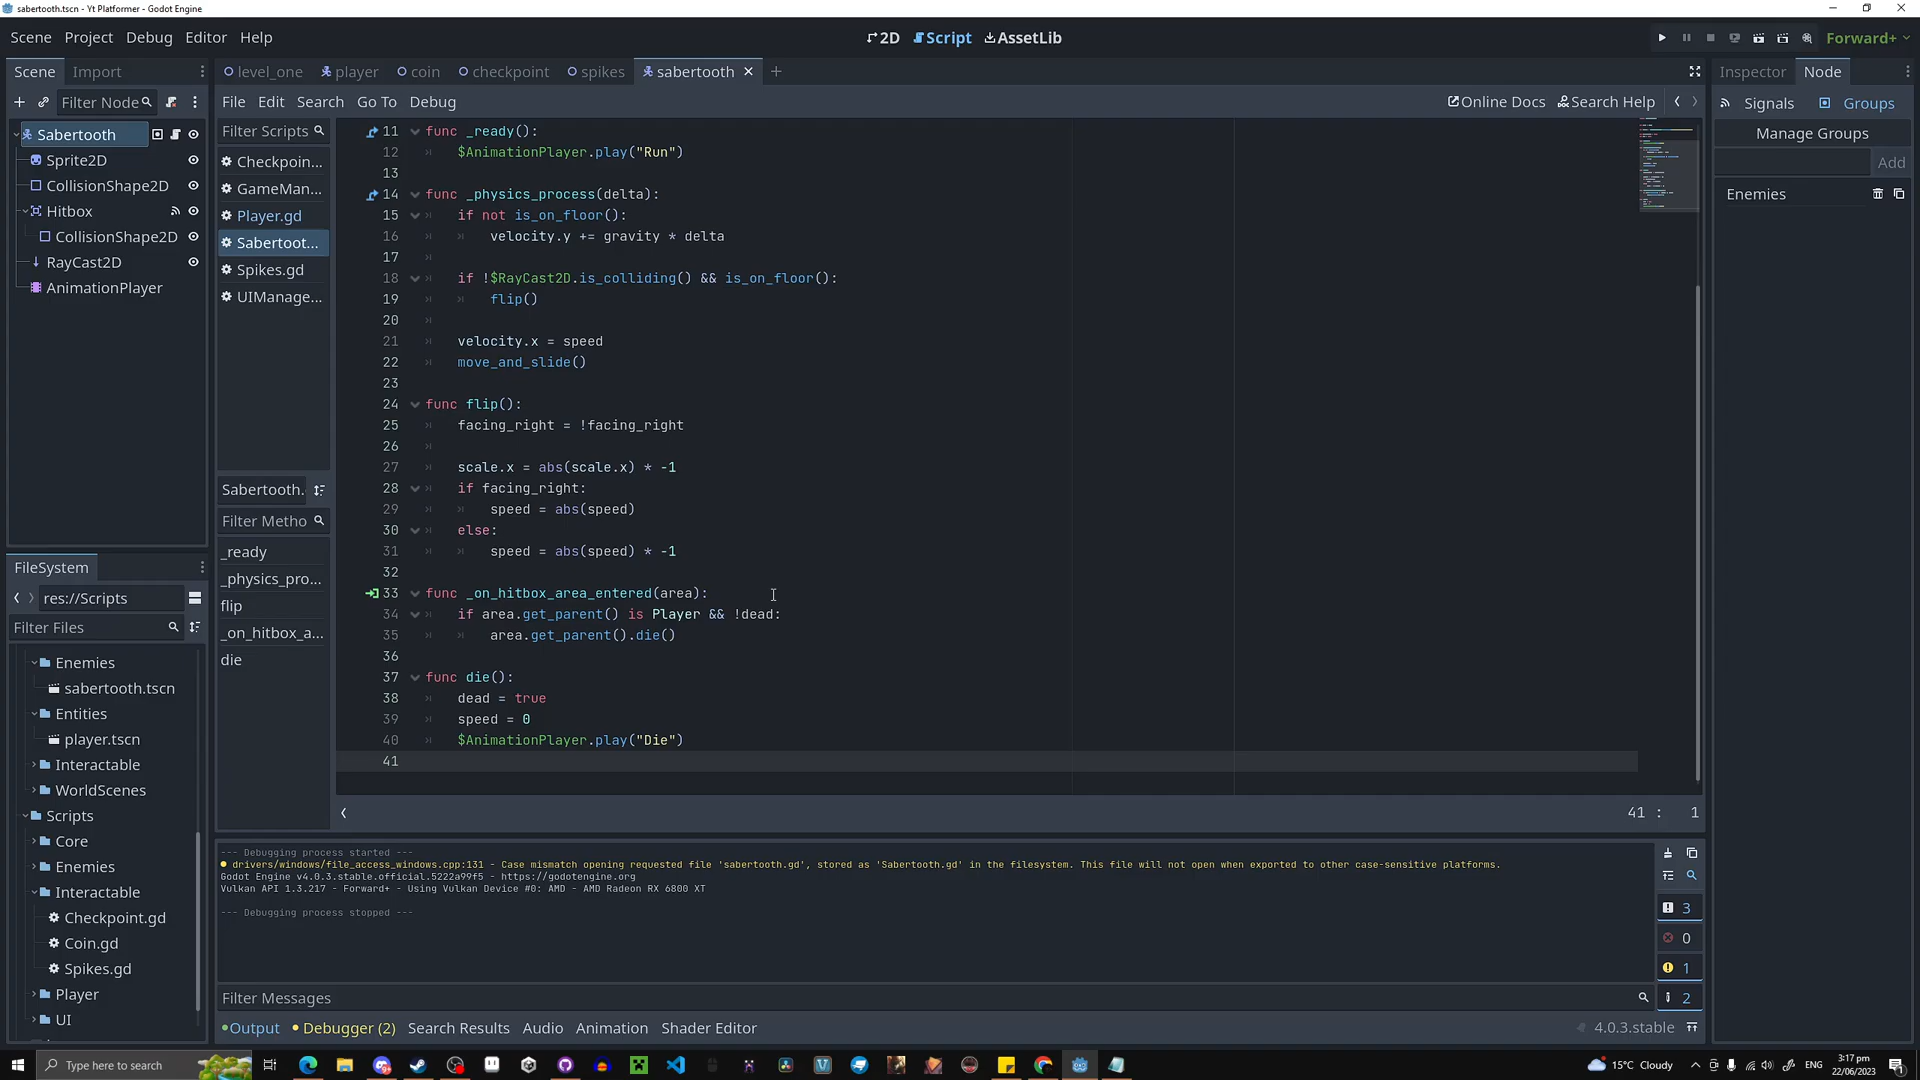 sabertooth.tscn - Yt Platformer - Godot Engine
Scene Project Debug Editor Help
2D Script AssetLib
Forward+
Scene Import
level_one player coin checkpoint spikes sabertooth
Inspector Node
Filter Node
File Edit Search Go To Debug
Online Docs Search Help
Signals Groups
Manage Groups
Add
Enemies
Sabertooth
Sprite2D
CollisionShape2D
Hitbox
CollisionShape2D
RayCast2D
AnimationPlayer
Filter Scripts
Checkpoin...
GameMan...
Player.gd
Sabertoot...
Spikes.gd
UIManage...
Sabertooth.
Filter Metho
_ready
_physics_pro...
flip
_on_hitbox_a...
die
11 func _ready():
12 $AnimationPlayer.play("Run")
13
14 func _physics_process(delta):
15 if not is_on_floor():
16 velocity.y += gravity * delta
17
18 if !$RayCast2D.is_colliding() && is_on_floor():
19 flip()
20
21 velocity.x = speed
22 move_and_slide()
23
24 func flip():
25 facing_right = !facing_right
26
27 scale.x = abs(scale.x) * -1
28 if facing_right:
29 speed = abs(speed)
30 else:
31 speed = abs(speed) * -1
32
33 func _on_hitbox_area_entered(area):
34 if area.get_parent() is Player && !dead:
35 area.get_parent().die()
36
37 func die():
38 dead = true
39 speed = 0
40 $AnimationPlayer.play("Die")
41
41 : 1
FileSystem
res://Scripts
Filter Files
Enemies
sabertooth.tscn
Entities
player.tscn
Interactable
WorldScenes
Scripts
Core
Enemies
Interactable
Checkpoint.gd
Coin.gd
Spikes.gd
Player
UI
--- Debugging process started ---
drivers/windows/file_access_windows.cpp:131 - Case mismatch opening requested file 'sabertooth.gd', stored as 'Sabertooth.gd' in the filesystem. This file will not open when exported to other case-sensitive platforms.
Godot Engine v4.0.3.stable.official.5222a99f5 - https://godotengine.org
Vulkan API 1.3.217 - Forward+ - Using Vulkan Device #0: AMD - AMD Radeon RX 6800 XT
--- Debugging process stopped ---
3
0
1
2
Filter Messages
Output Debugger (2) Search Results Audio Animation Shader Editor
4.0.3.stable
Type here to search
15°C Cloudy
ENG
3:17 pm
22/06/2023